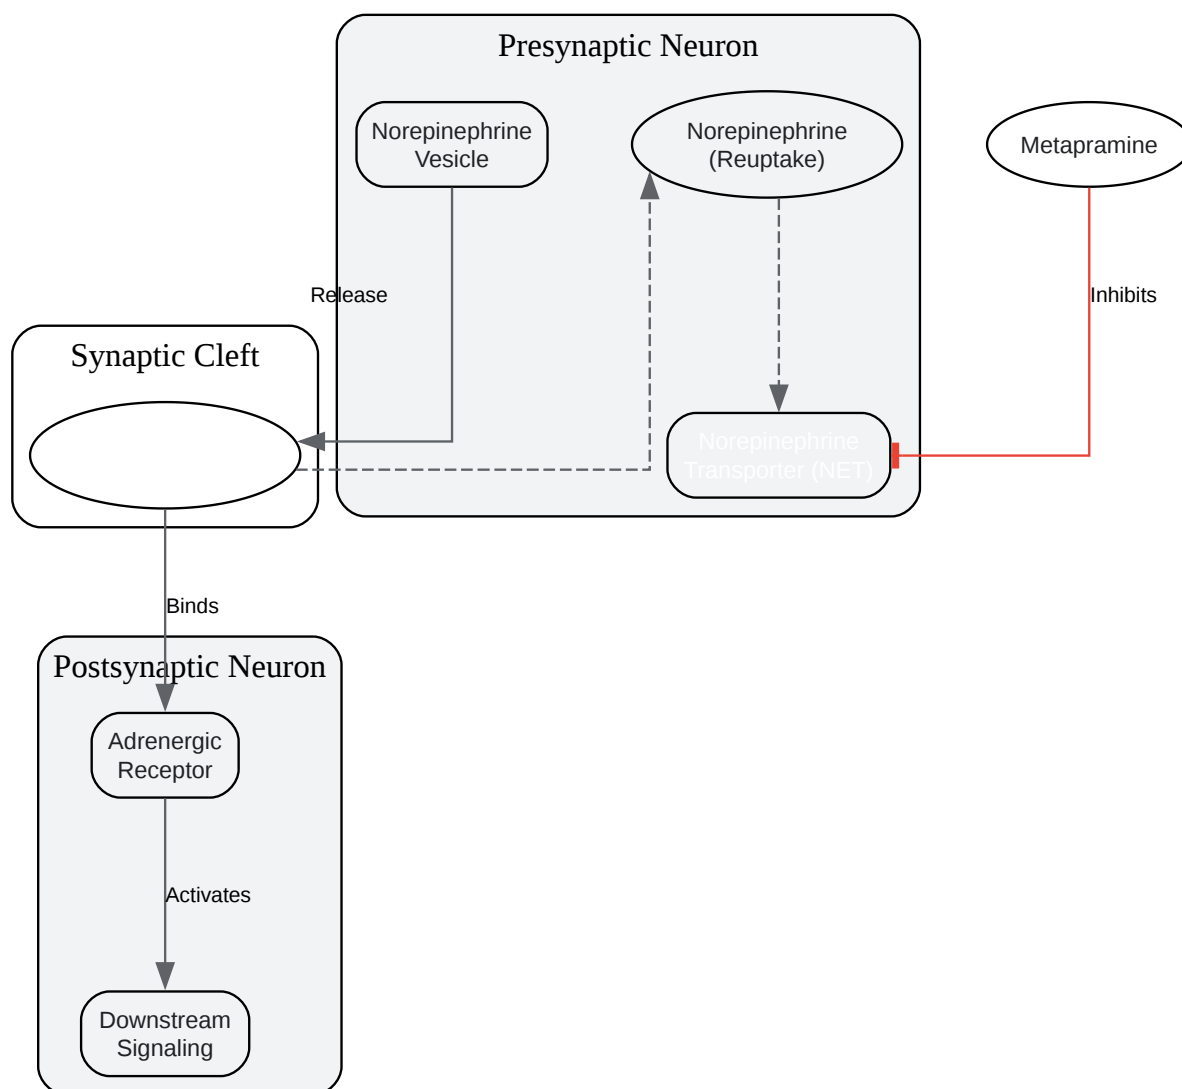 Presynaptic Neuron
Norepinephrine
Vesicle
Norepinephrine
(Reuptake)
Metapramine
Release
Inhibits
Synaptic Cleft
Norepinephrine
Transporter (NET)
Binds
Postsynaptic Neuron
Adrenergic
Receptor
Activates
Downstream
Signaling